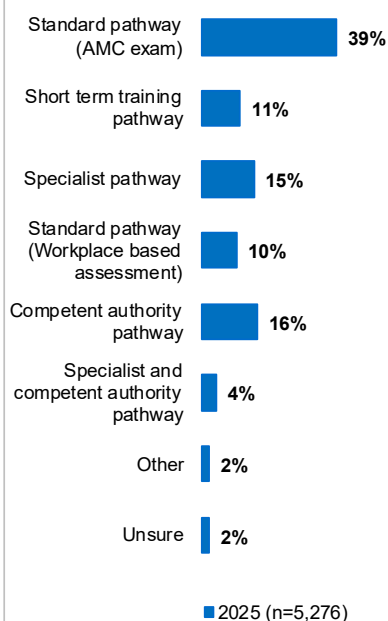 Standard pathway
(AMC exam)
39%
Short term training
pathway
11%
Specialist pathway
15%
Standard pathway
(Workplace based
assessment)
10%
Competent authority
pathway
16%
Specialist and
competent authority
pathway
4%
Other
2%
Unsure
2%
2025 (n=5,276)